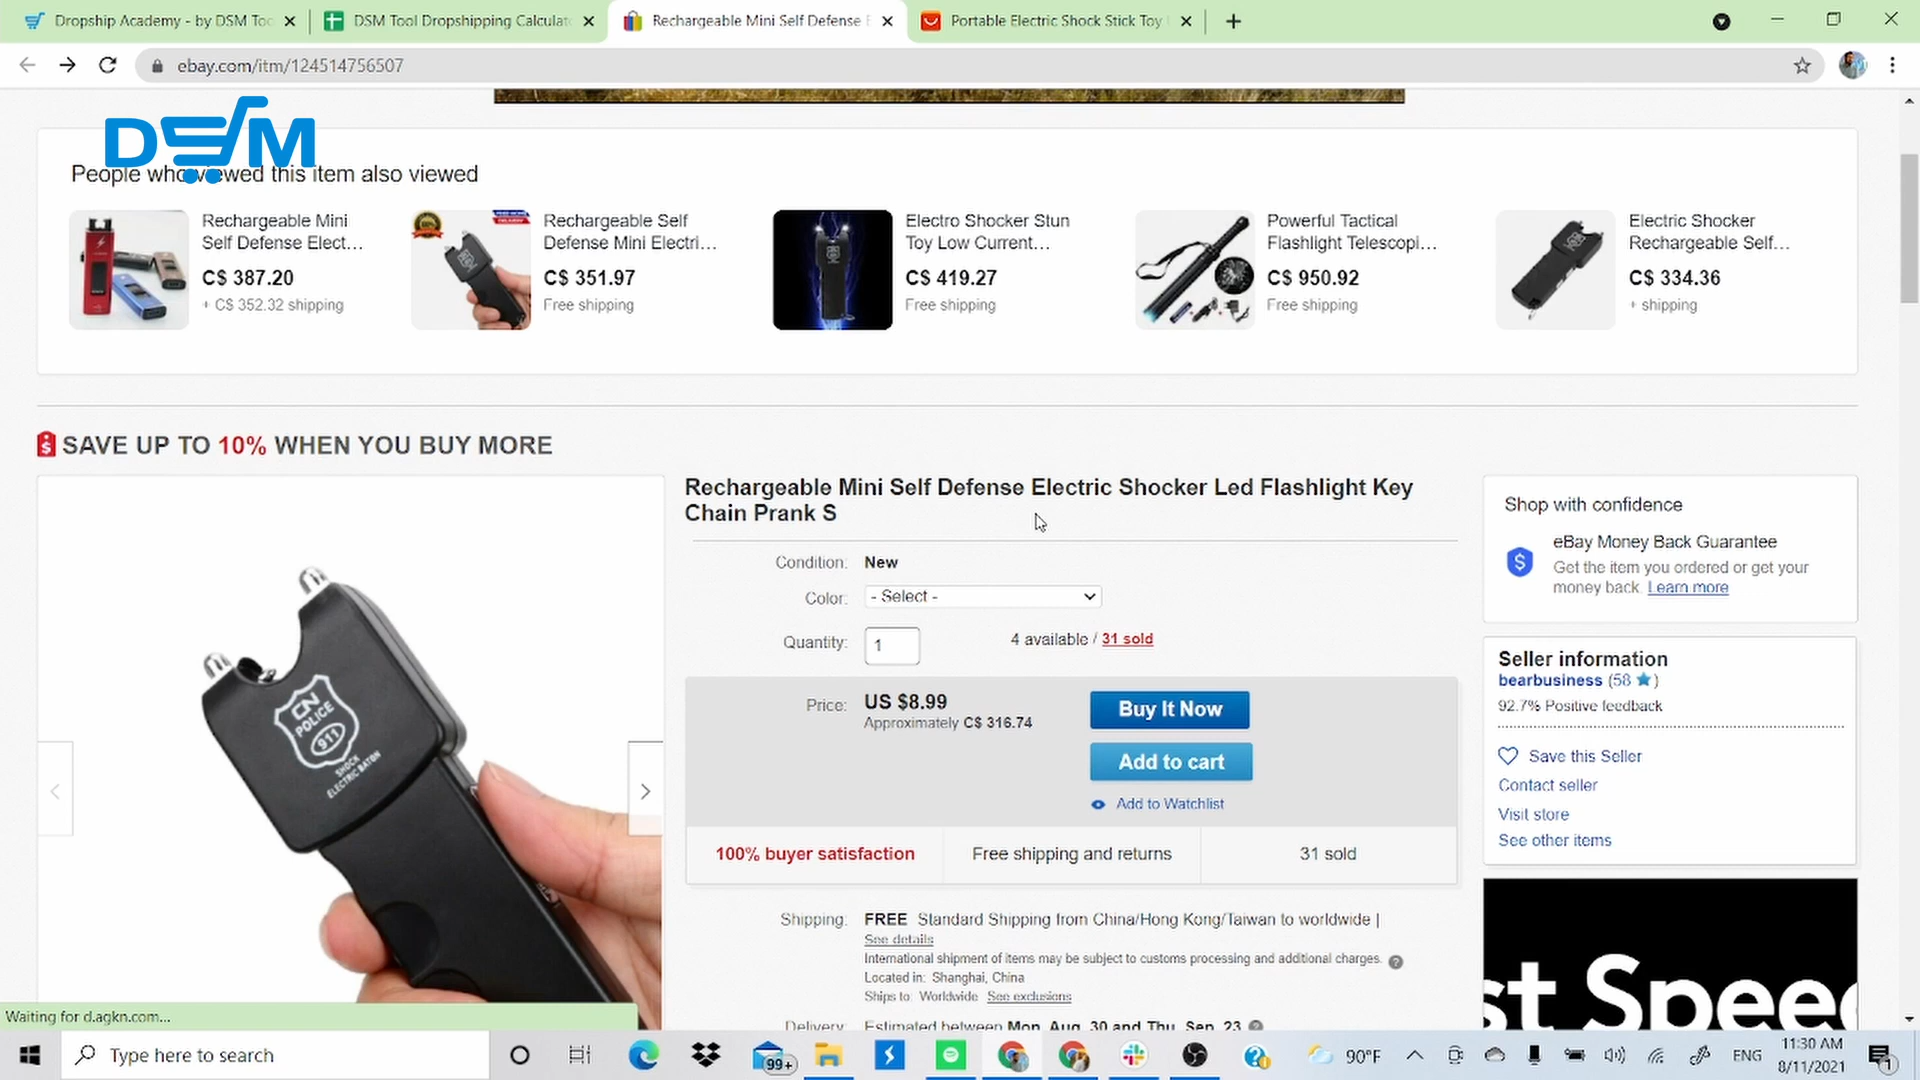 Dropship Academy - by DSM Too
DSM Tool Dropshipping Calculat
Rechargeable Mini Self Defense E
Portable Electric Shock Stick Toy
ebay.com/itm/124514756507
DSM
People who viewed this item also viewed
Rechargeable Mini
Self Defense Elect...
C$ 387.20
+ C$ 352.32 shipping
Rechargeable Self
Defense Mini Electri...
C$ 351.97
Free shipping
Electro Shocker Stun
Toy Low Current...
C$ 419.27
Free shipping
Powerful Tactical
Flashlight Telescopi...
C$ 950.92
Free shipping
Electric Shocker
Rechargeable Self...
C$ 334.36
+ shipping
SAVE UP TO 10% WHEN YOU BUY MORE
CN
POLICE
911
SHOCK
ELECTRIC BATON
Rechargeable Mini Self Defense Electric Shocker Led Flashlight Key
Chain Prank S
Condition: New
Color: - Select -
Quantity: 1 4 available / 31 sold
Price: US $8.99
Approximately C$ 316.74
Buy It Now
Add to cart
Add to Watchlist
100% buyer satisfaction
Free shipping and returns
31 sold
Shipping: FREE Standard Shipping from China/Hong Kong/Taiwan to worldwide |
See details
International shipment of items may be subject to customs processing and additional charges.
Located in: Shanghai, China
Ships to: Worldwide See exclusions
Delivery: Estimated between Mon. Aug. 30 and Thu. Sep. 23
Shop with confidence
eBay Money Back Guarantee
Get the item you ordered or get your
money back. Learn more
Seller information
bearbusiness (58 ★)
92.7% Positive feedback
Save this Seller
Contact seller
Visit store
See other items
st Speed
Waiting for d.agkn.com...
Type here to search
99+
90°F
ENG
11:30 AM
8/11/2021
1